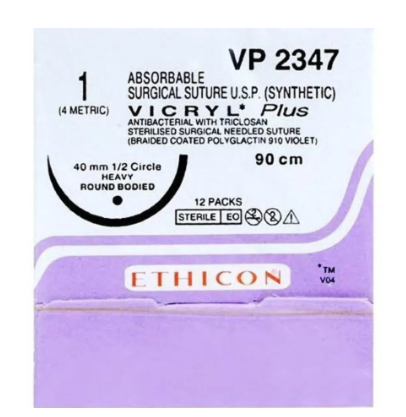 VP 2347
1
(4 METRIC)
ABSORBABLE
SURGICAL SUTURE U.S.P. (SYNTHETIC)
VICRYL* Plus
ANTIBACTERIAL WITH TRICLOSAN
STERILISED SURGICAL NEEDLED SUTURE
(BRAIDED COATED POLYGLACTIN 910 VIOLET)
90 cm
40 mm 1/2 Circle
HEAVY
ROUND BODIED
12 PACKS
STERILE EO
ETHICON
*TM
V04